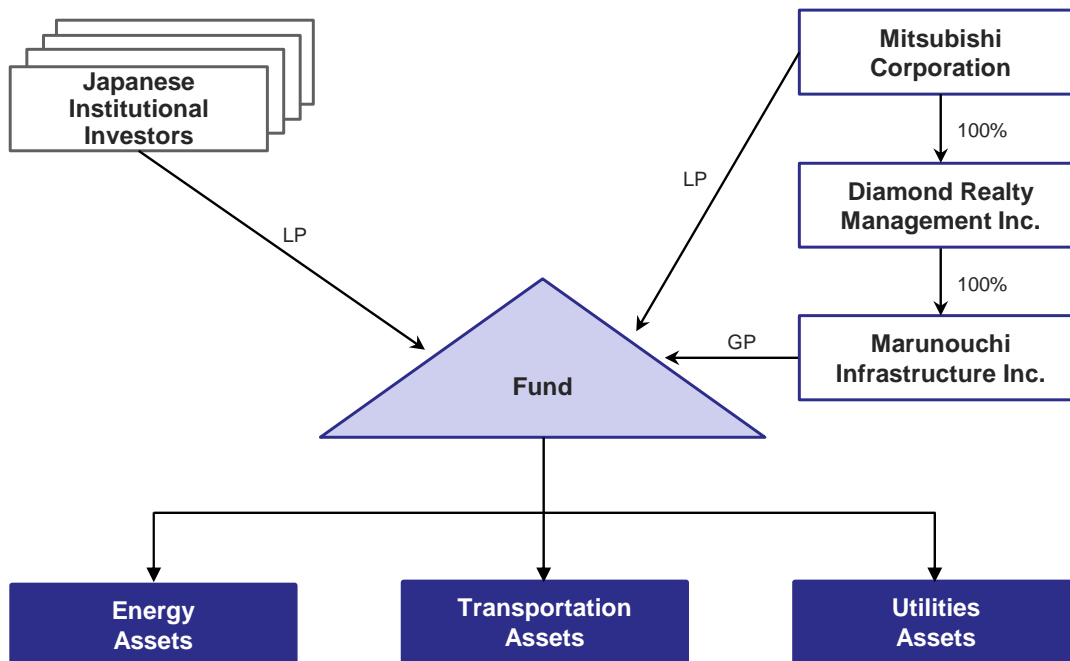 Japanese
Institutional
Investors
Mitsubishi
Corporation
100%
LP
Diamond Realty
Management Inc.
LP
100%
GP
Marunouchi
Infrastructure Inc.
Fund
Energy
Assets
Transportation
Assets
Utilities
Assets